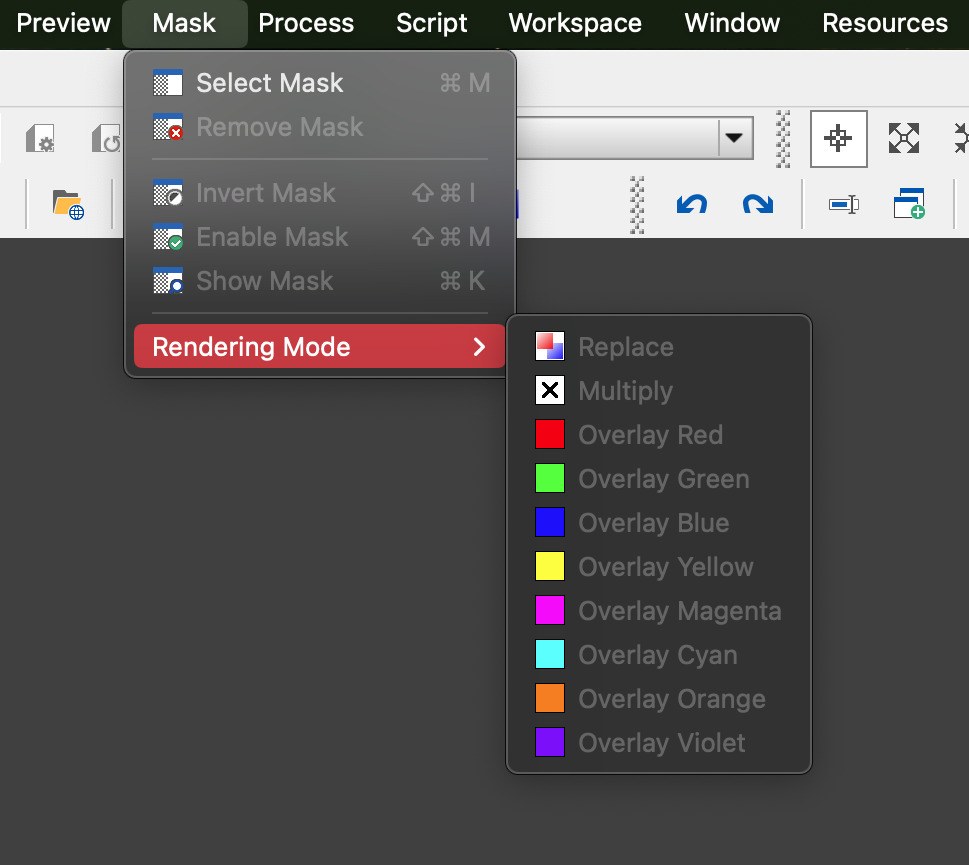 Preview Mask Process Script Workspace Window Resources
Select Mask ⌘ M
Remove Mask
Invert Mask ⇧ ⌘ I
Enable Mask ⇧ ⌘ M
Show Mask ⌘ K
Rendering Mode
Replace
Multiply
Overlay Red
Overlay Green
Overlay Blue
Overlay Yellow
Overlay Magenta
Overlay Cyan
Overlay Orange
Overlay Violet